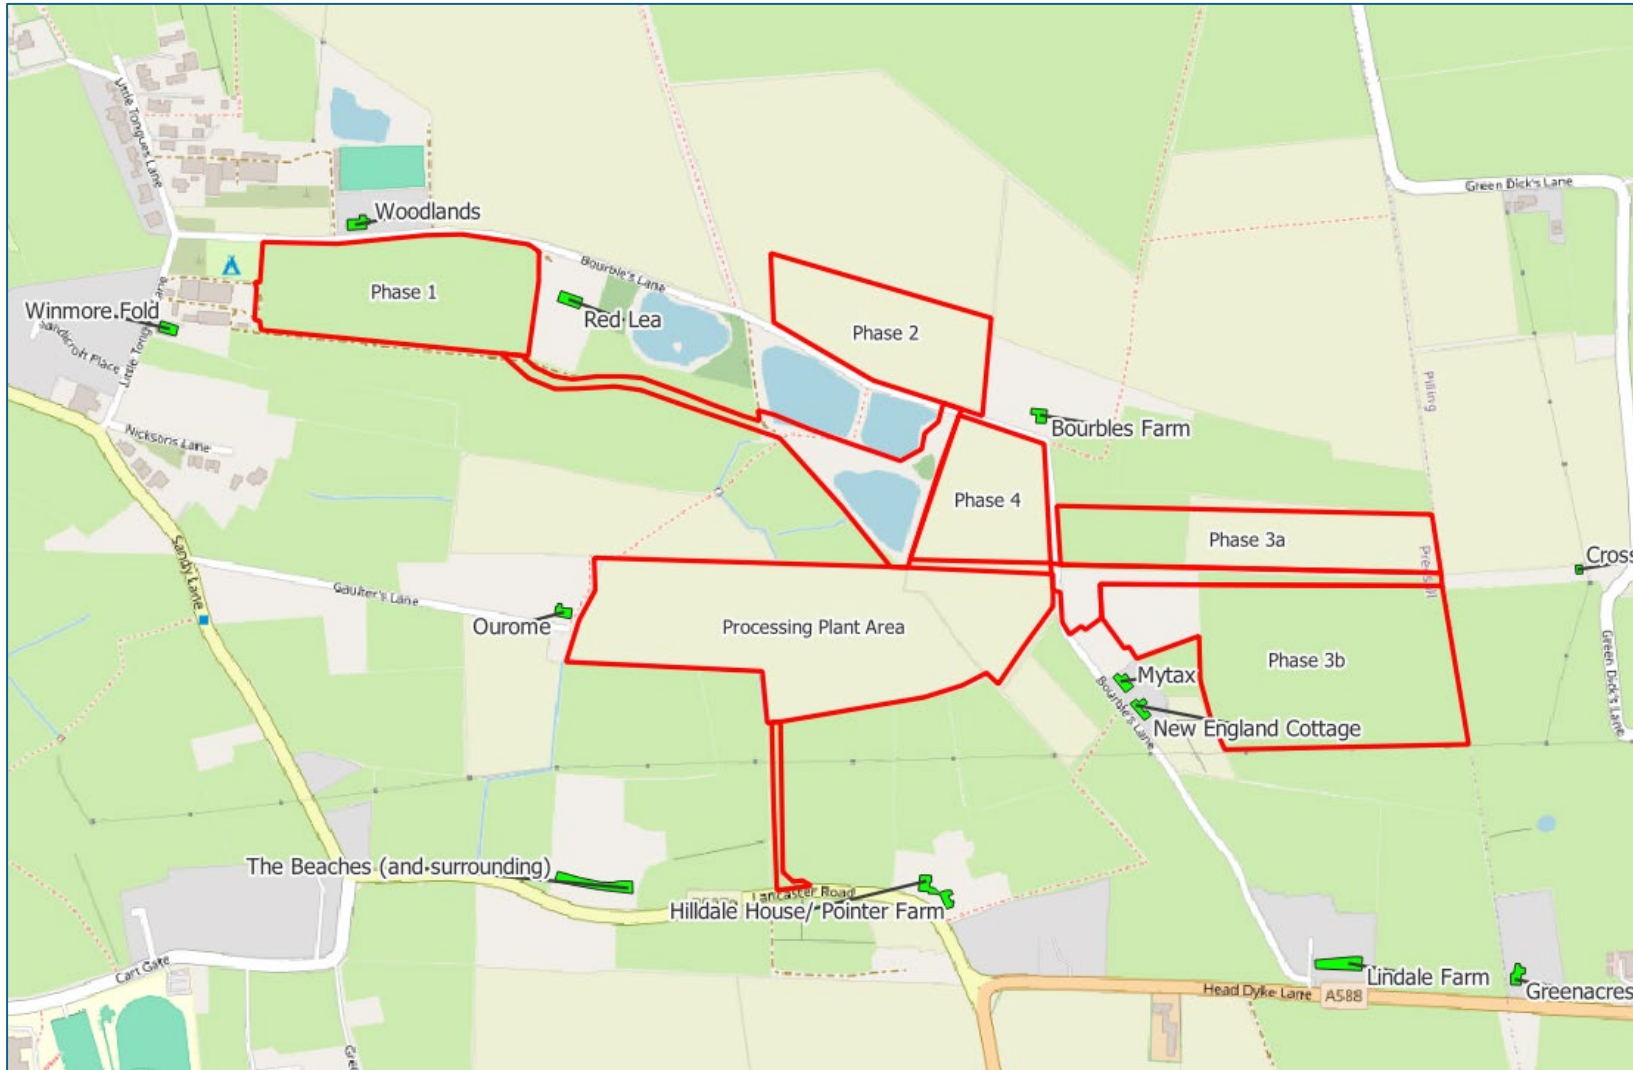 Little Tongues Lane
Woodlands
Green Dick's Lane
Bourble's Lane
Phase 1
Winmore Fold
Red Lea
Phase 2
Sandicroft Place
Pilling
Nicksons Lane
Bourbles Farm
Phase 4
Phase 3a
Cross
Sandy Lane
Gaulter's Lane
Preesall
Ourome
Processing Plant Area
Phase 3b
Green Dick's Lane
Mytax
Bourble's Lane
New England Cottage
The Beaches (and surrounding)
Lancaster Road
Hilldale House/ Pointer Farm
Cart Gate
Lindale Farm
Head Dyke Lane
A588
Greenacres
Gree